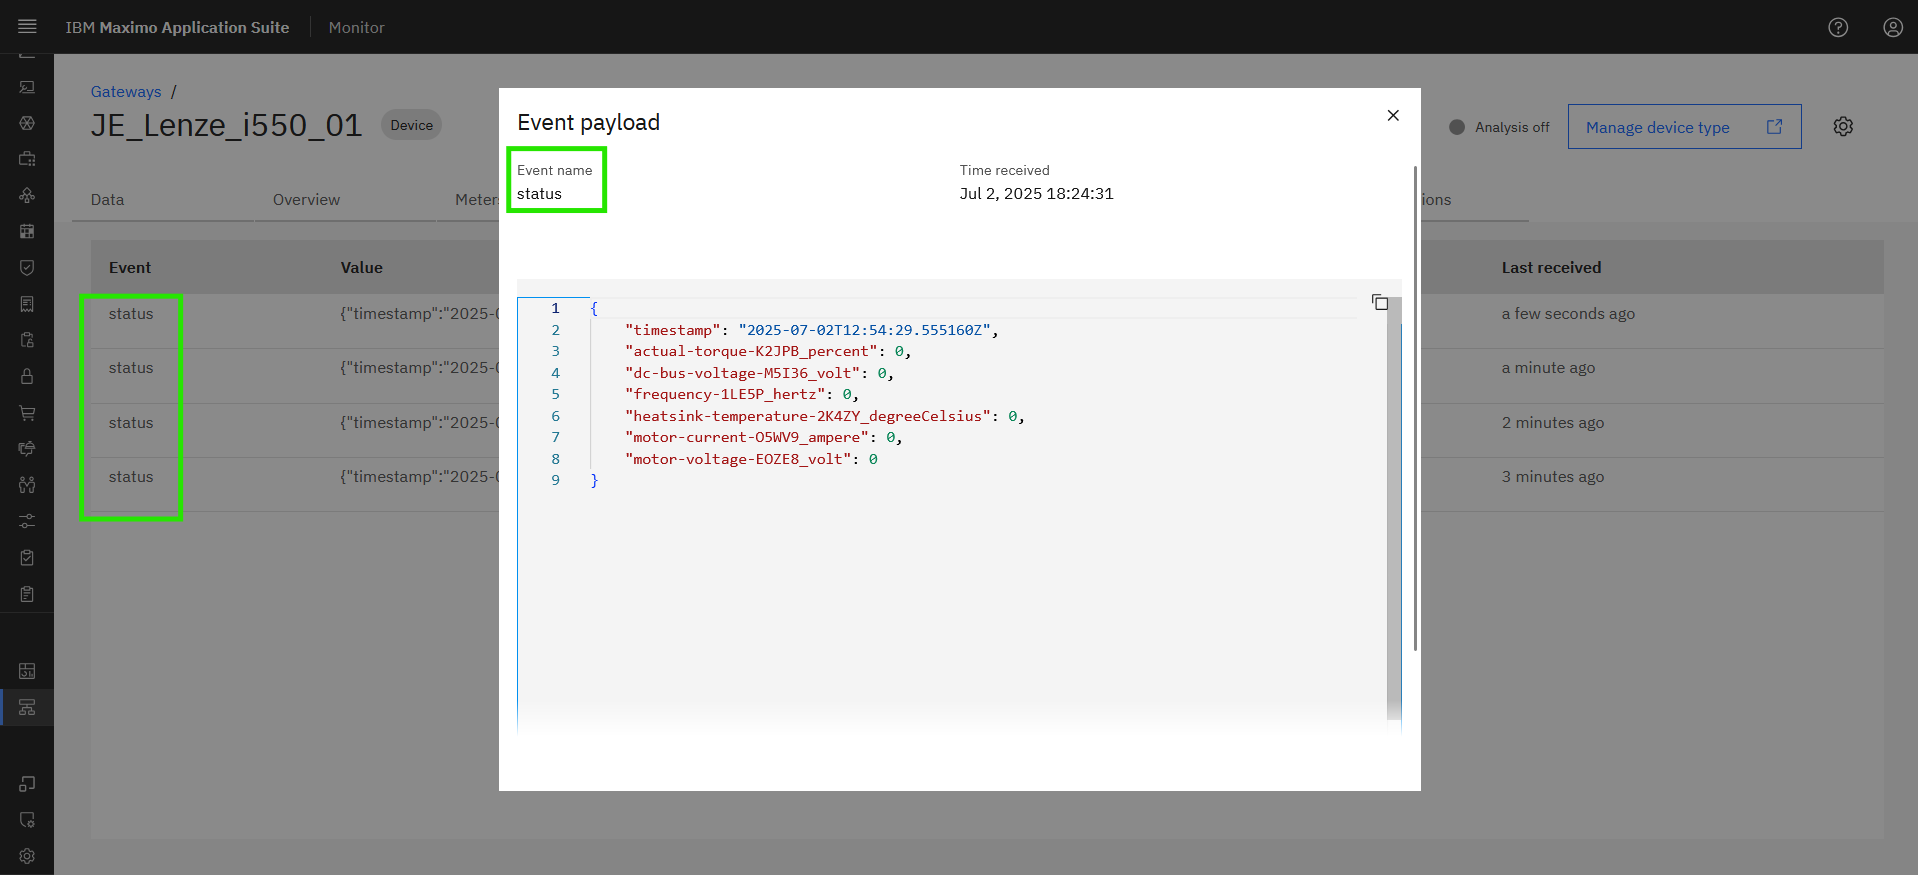 IBM Maximo Application Suite | Monitor
Gateways /
JE_Lenze_i550_01 Device
Analysis off
Manage device type
Data Overview Meters
ions
Event Value Last received
status {"timestamp":"2025-0 a few seconds ago
status {"timestamp":"2025-0 a minute ago
status {"timestamp":"2025-0 2 minutes ago
status {"timestamp":"2025-0 3 minutes ago
Event payload
Event name Time received
status Jul 2, 2025 18:24:31
1 {
2 "timestamp": "2025-07-02T12:54:29.555160Z",
3 "actual-torque-K2JPB_percent": 0,
4 "dc-bus-voltage-M5I36_volt": 0,
5 "frequency-1LE5P_hertz": 0,
6 "heatsink-temperature-2K4ZY_degreeCelsius": 0,
7 "motor-current-O5WV9_ampere": 0,
8 "motor-voltage-EOZE8_volt": 0
9 }